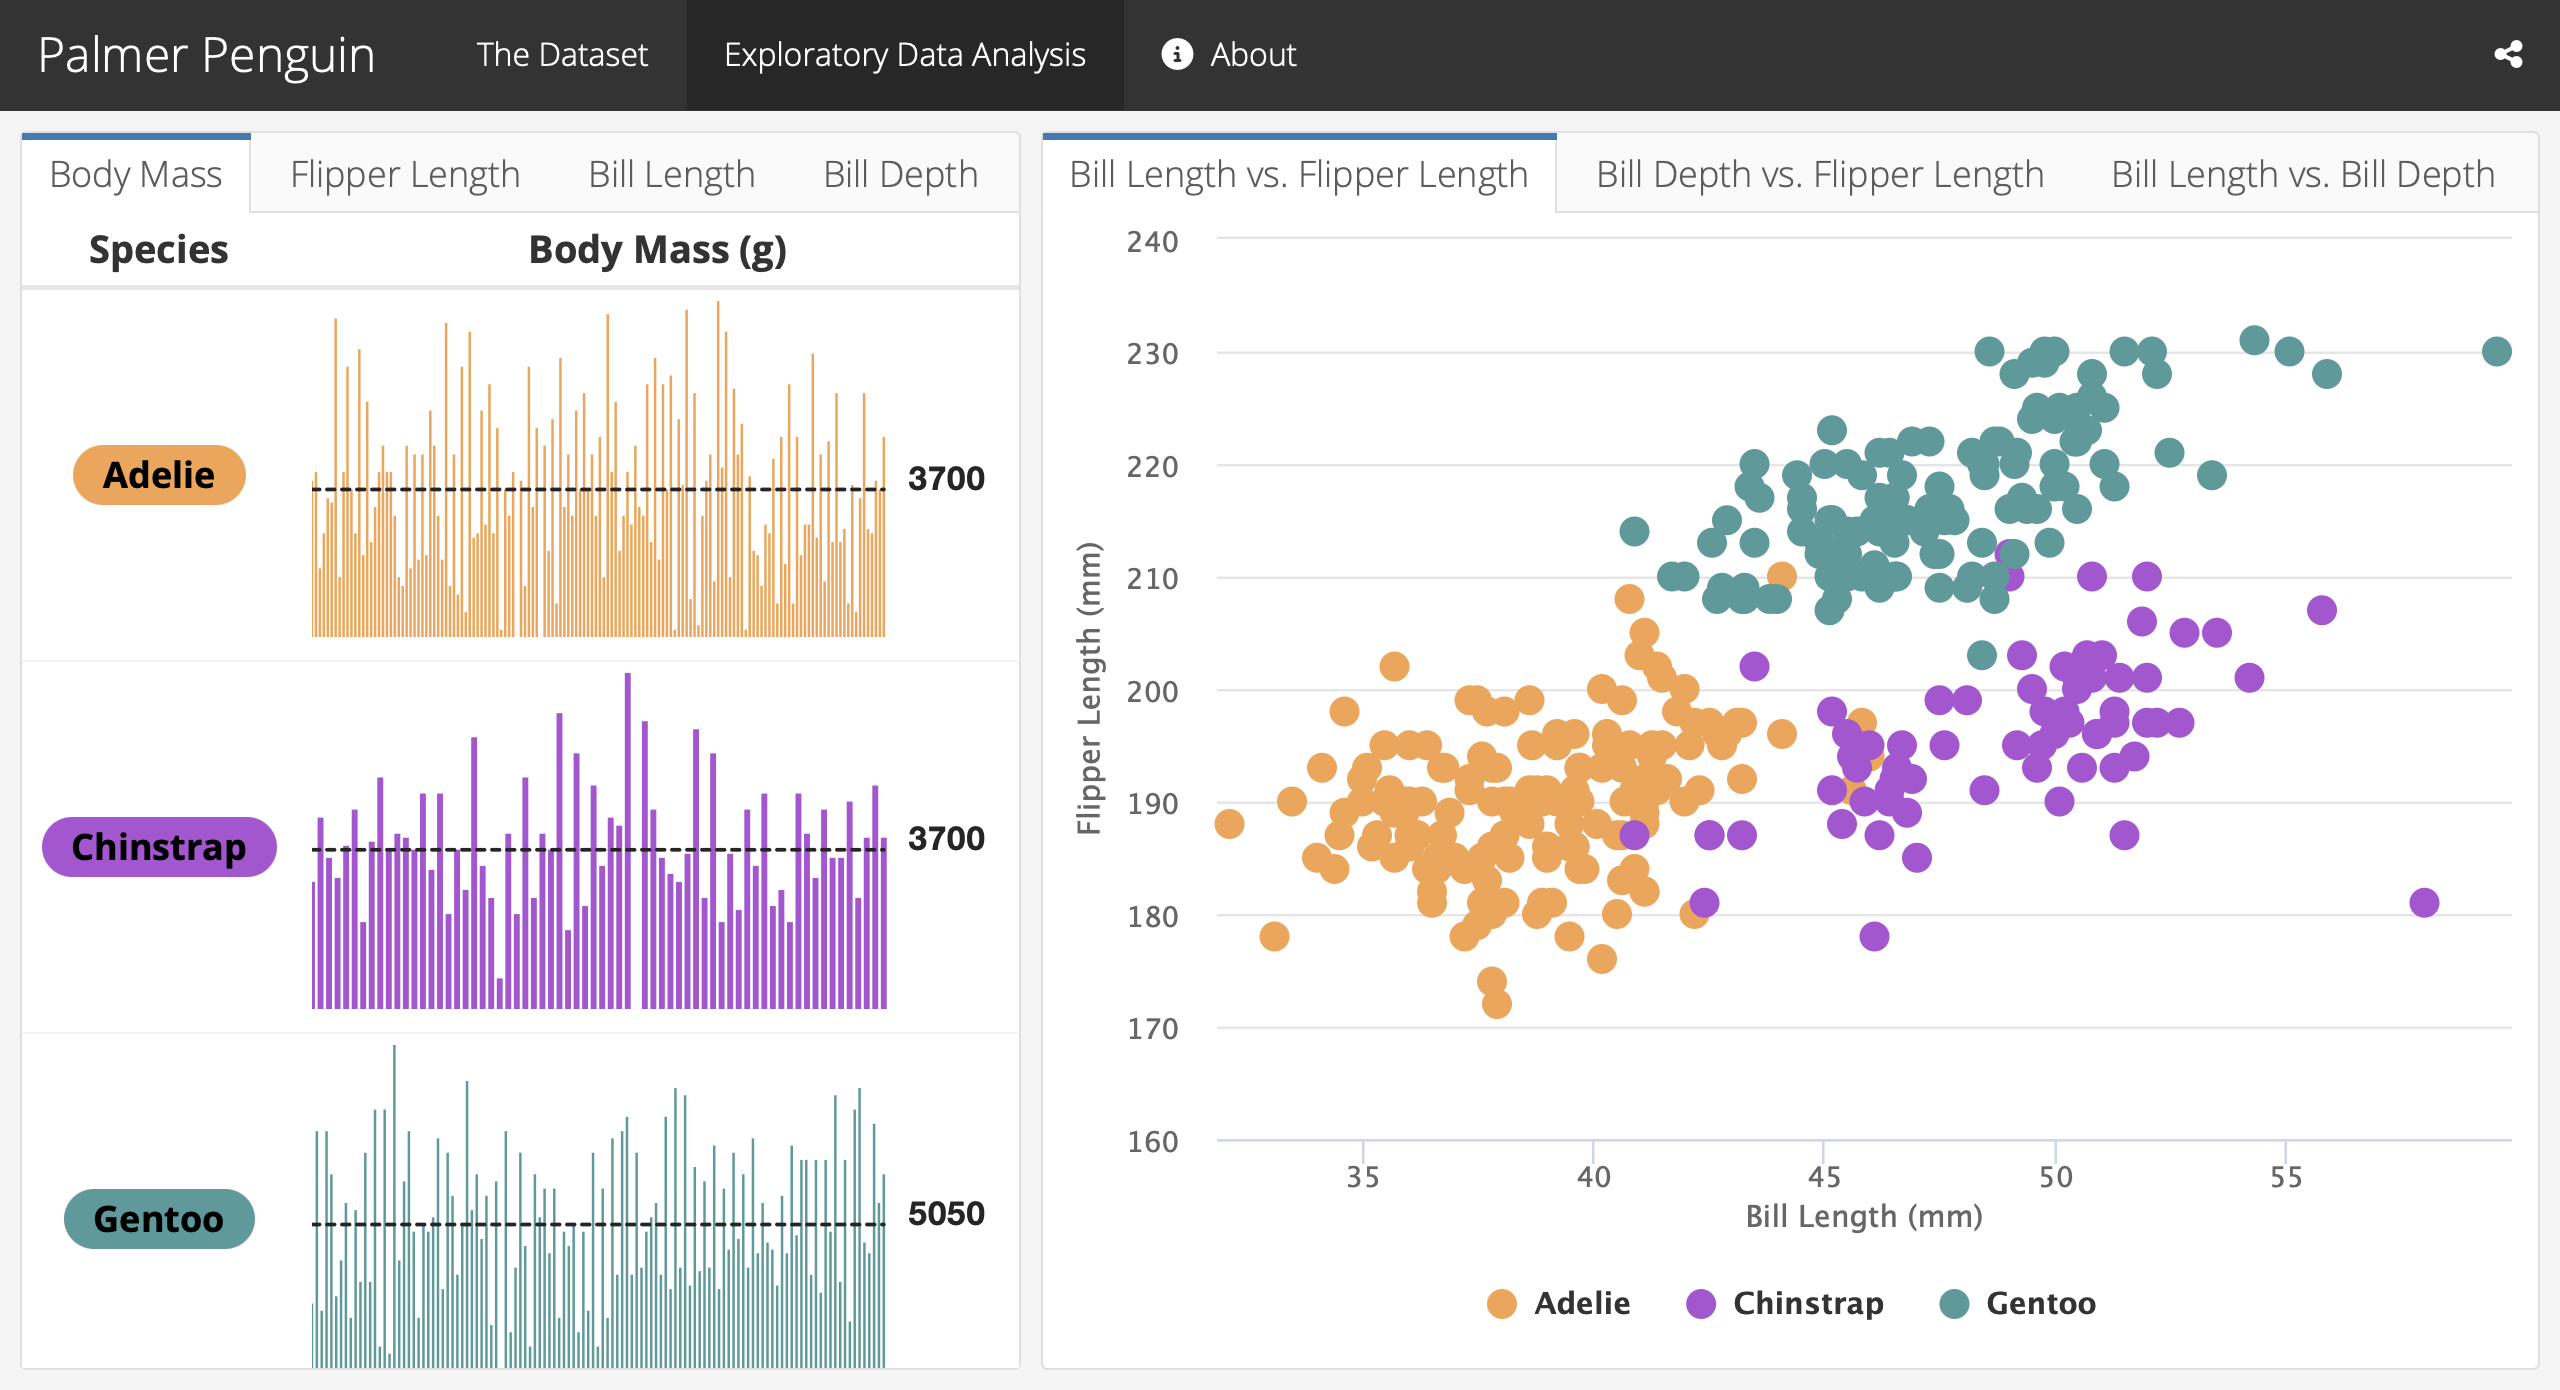 Palmer Penguin The Dataset Exploratory Data Analysis About
Body Mass Flipper Length Bill Length Bill Depth
Species Body Mass (g)
Adelie 3700
Chinstrap 3700
Gentoo 5050
Bill Length vs. Flipper Length Bill Depth vs. Flipper Length Bill Length vs. Bill Depth
240
230
220
210
200
190
180
170
160
Flipper Length (mm)
35 40 45 50 55
Bill Length (mm)
Adelie Chinstrap Gentoo